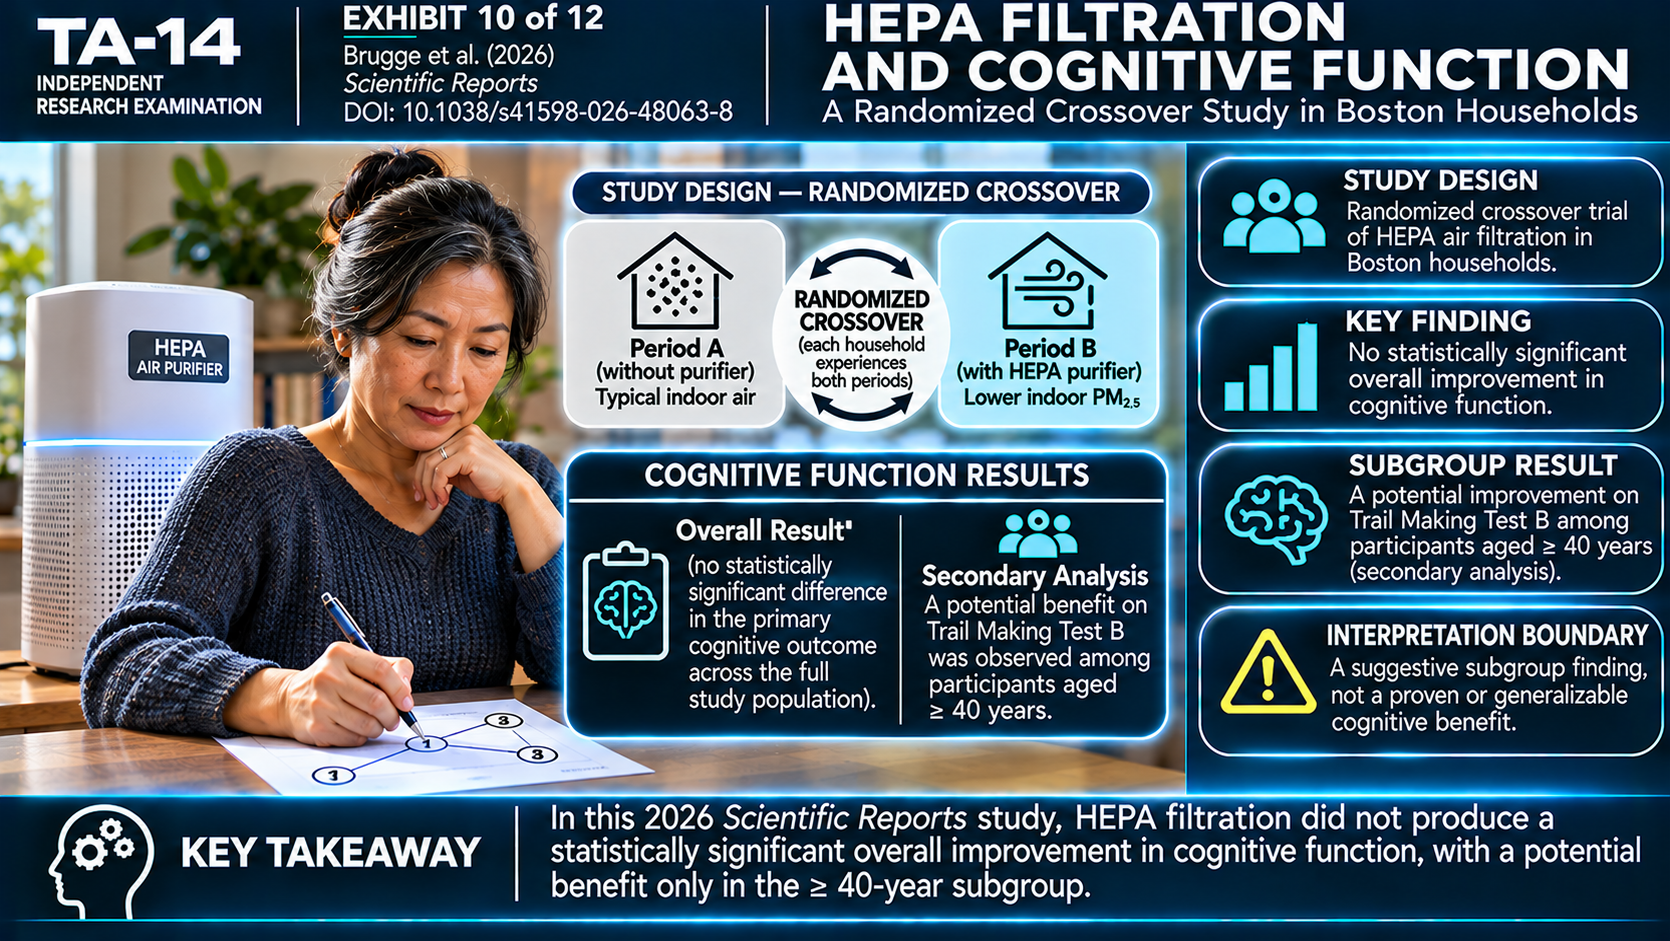 TA-14
INDEPENDENT
RESEARCH EXAMINATION
EXHIBIT 10 of 12
Brugge et al. (2026)
Scientific Reports
DOI: 10.1038/s41598-026-48063-8
HEPA FILTRATION
AND COGNITIVE FUNCTION
A Randomized Crossover Study in Boston Households
HEPA
AIR PURIFIER
STUDY DESIGN — RANDOMIZED CROSSOVER
Period A
(without purifier)
Typical indoor air
RANDOMIZED
CROSSOVER
(each household
experiences
both periods)
Period B
(with HEPA purifier)
Lower indoor PM2.5
COGNITIVE FUNCTION RESULTS
Overall Result*
(no statistically
significant difference
in the primary
cognitive outcome
across the full
study population).
Secondary Analysis
A potential benefit on
Trail Making Test B
was observed among
participants aged
≥ 40 years.
1
3
3
STUDY DESIGN
Randomized crossover trial
of HEPA air filtration in
Boston households.
KEY FINDING
No statistically significant
overall improvement in
cognitive function.
SUBGROUP RESULT
A potential improvement on
Trail Making Test B among
participants aged ≥ 40 years
(secondary analysis).
INTERPRETATION BOUNDARY
A suggestive subgroup finding,
not a proven or generalizable
cognitive benefit.
KEY TAKEAWAY
In this 2026 Scientific Reports study, HEPA filtration did not produce a
statistically significant overall improvement in cognitive function, with a potential
benefit only in the ≥ 40-year subgroup.